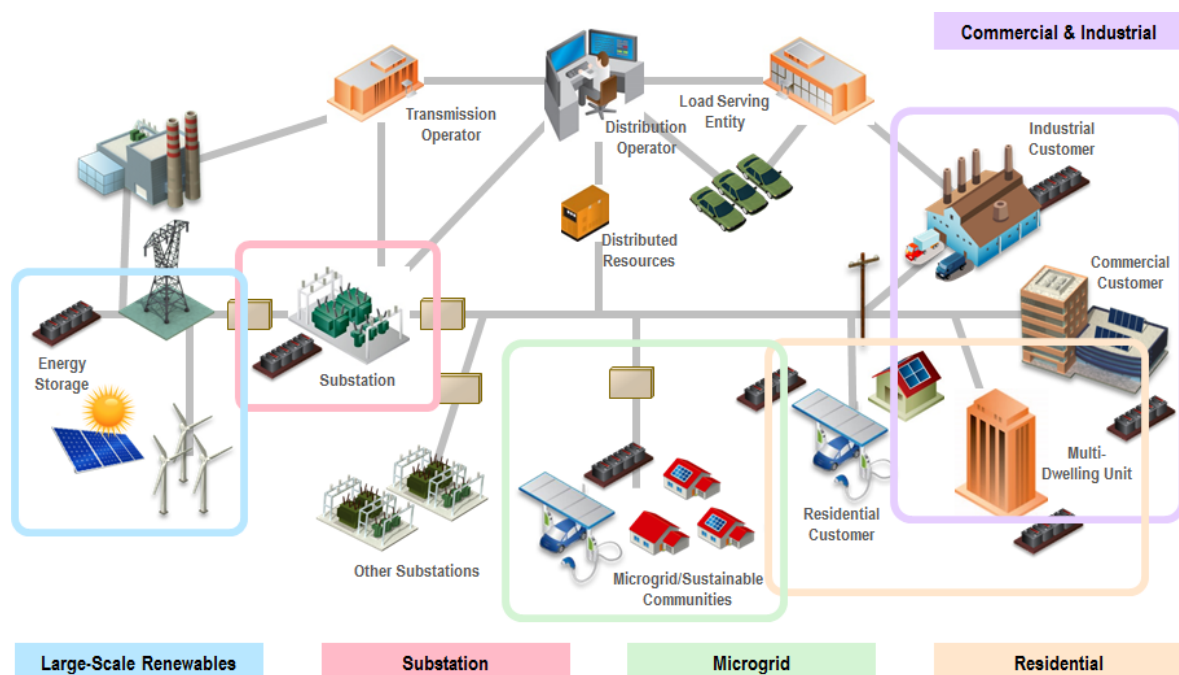 Commercial & Industrial
Transmission
Operator
Distribution
Operator
Load Serving
Entity
Industrial
Customer
Distributed
Resources
Commercial
Customer
Energy
Storage
Substation
Multi-
Dwelling Unit
Residential
Customer
Other Substations
Microgrid/Sustainable
Communities
Large-Scale Renewables
Substation
Microgrid
Residential